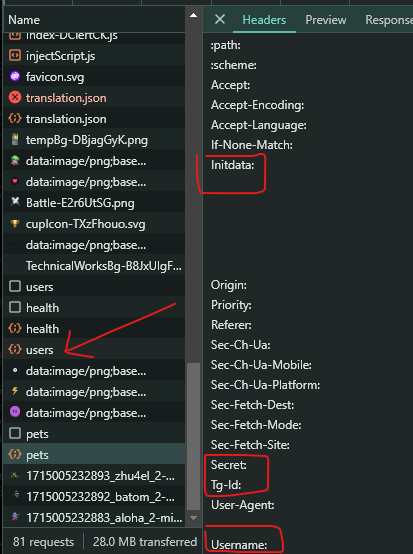 Name
index-DClertCK.js
injectScript.js
favicon.svg
translation.json
translation.json
tempBg-DBjagGyK.png
data:image/png;base...
data:image/png;base...
Battle-E2r6UtSG.png
cupIcon-TXzFhouo.svg
data:image/png;base...
TechnicalWorksBg-B8JxUlgF...
users
health
health
users
data:image/png;base...
data:image/png;base...
data:image/png;base...
pets
pets
1715005232893_zhu4el_2-...
1715005232892_batom_2-...
1715005232883_aloha_2-mi...
81 requests
28.0 MB transferred
Headers
Preview
Response
:path:
:scheme:
Accept:
Accept-Encoding:
Accept-Language:
If-None-Match:
Initdata:
Origin:
Priority:
Referer:
Sec-Ch-Ua:
Sec-Ch-Ua-Mobile:
Sec-Ch-Ua-Platform:
Sec-Fetch-Dest:
Sec-Fetch-Mode:
Sec-Fetch-Site:
Secret:
Tg-Id:
User-Agent:
Username: